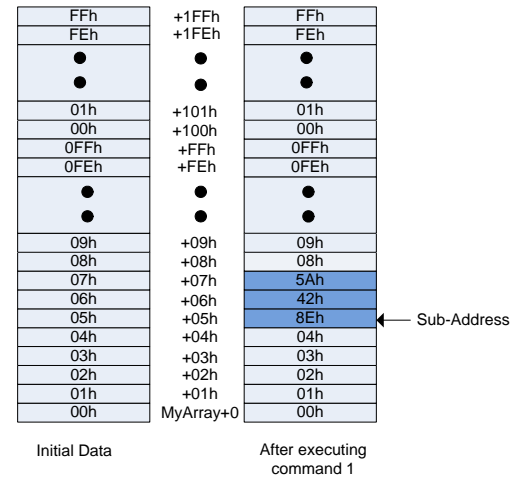 FFh +1FFh FFh
FEh +1FEh FEh
01h +101h 01h
00h +100h 00h
0FFh +FFh 0FFh
0FEh +FEh 0FEh
09h +09h 09h
08h +08h 08h
07h +07h 5Ah
06h +06h 42h
05h +05h 8Eh Sub-Address
04h +04h 04h
03h +03h 03h
02h +02h 02h
01h +01h 01h
00h MyArray+0 00h
Initial Data After executing
command 1